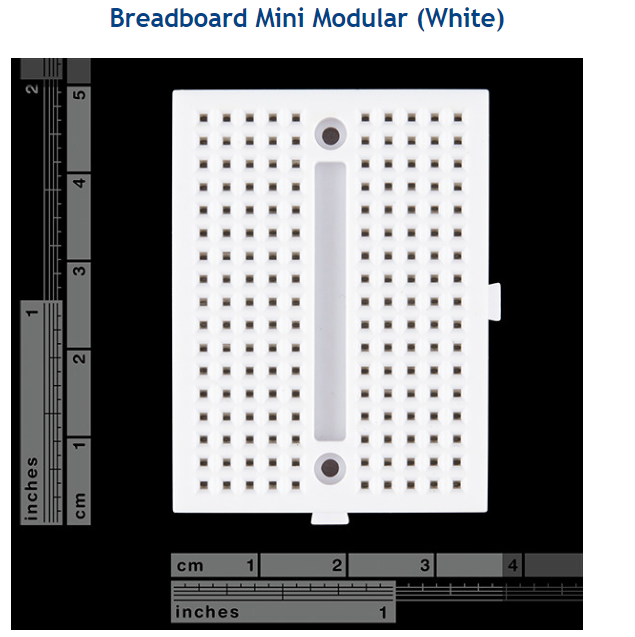 Breadboard Mini Modular (White)
2
5
4
3
1
2
1
inches
cm
cm 1 2 3 4
inches 1